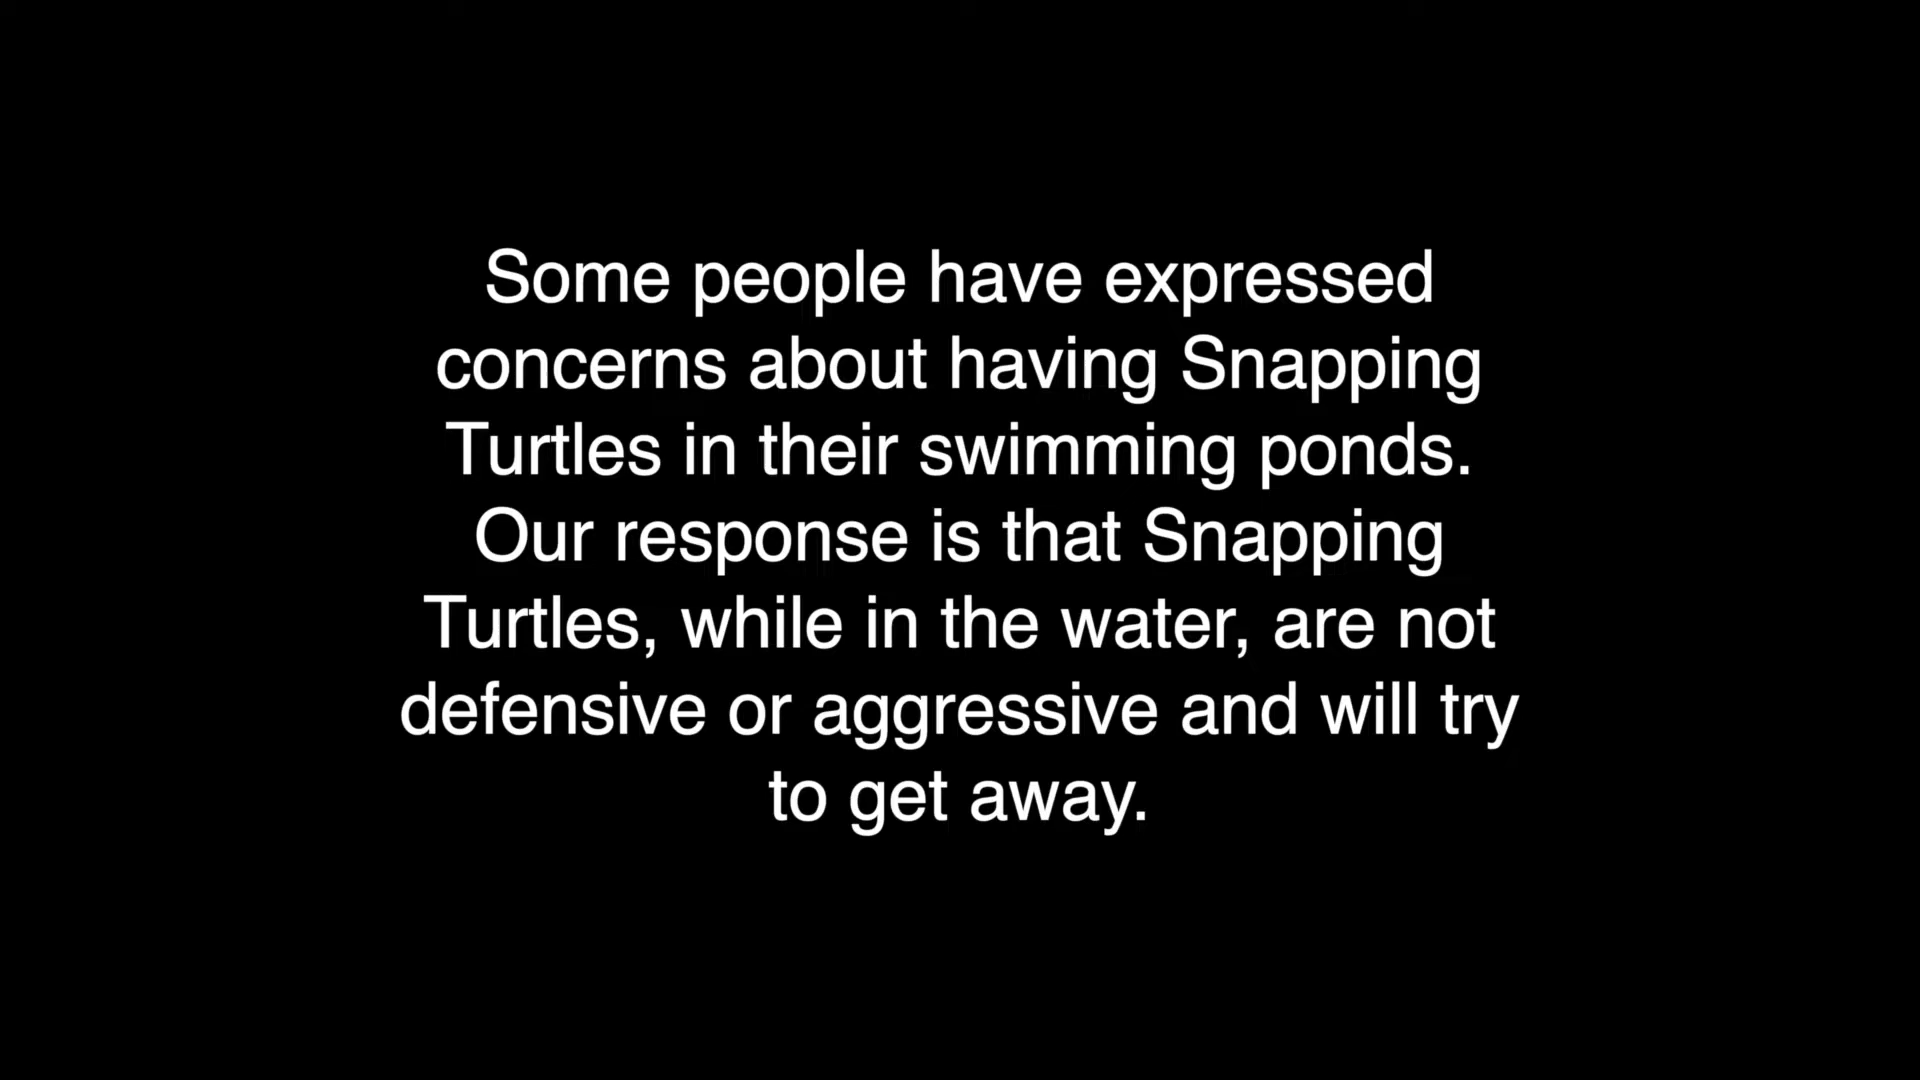 Some people have expressed
concerns about having Snapping
Turtles in their swimming ponds.
Our response is that Snapping
Turtles, while in the water, are not
defensive or aggressive and will try
to get away.